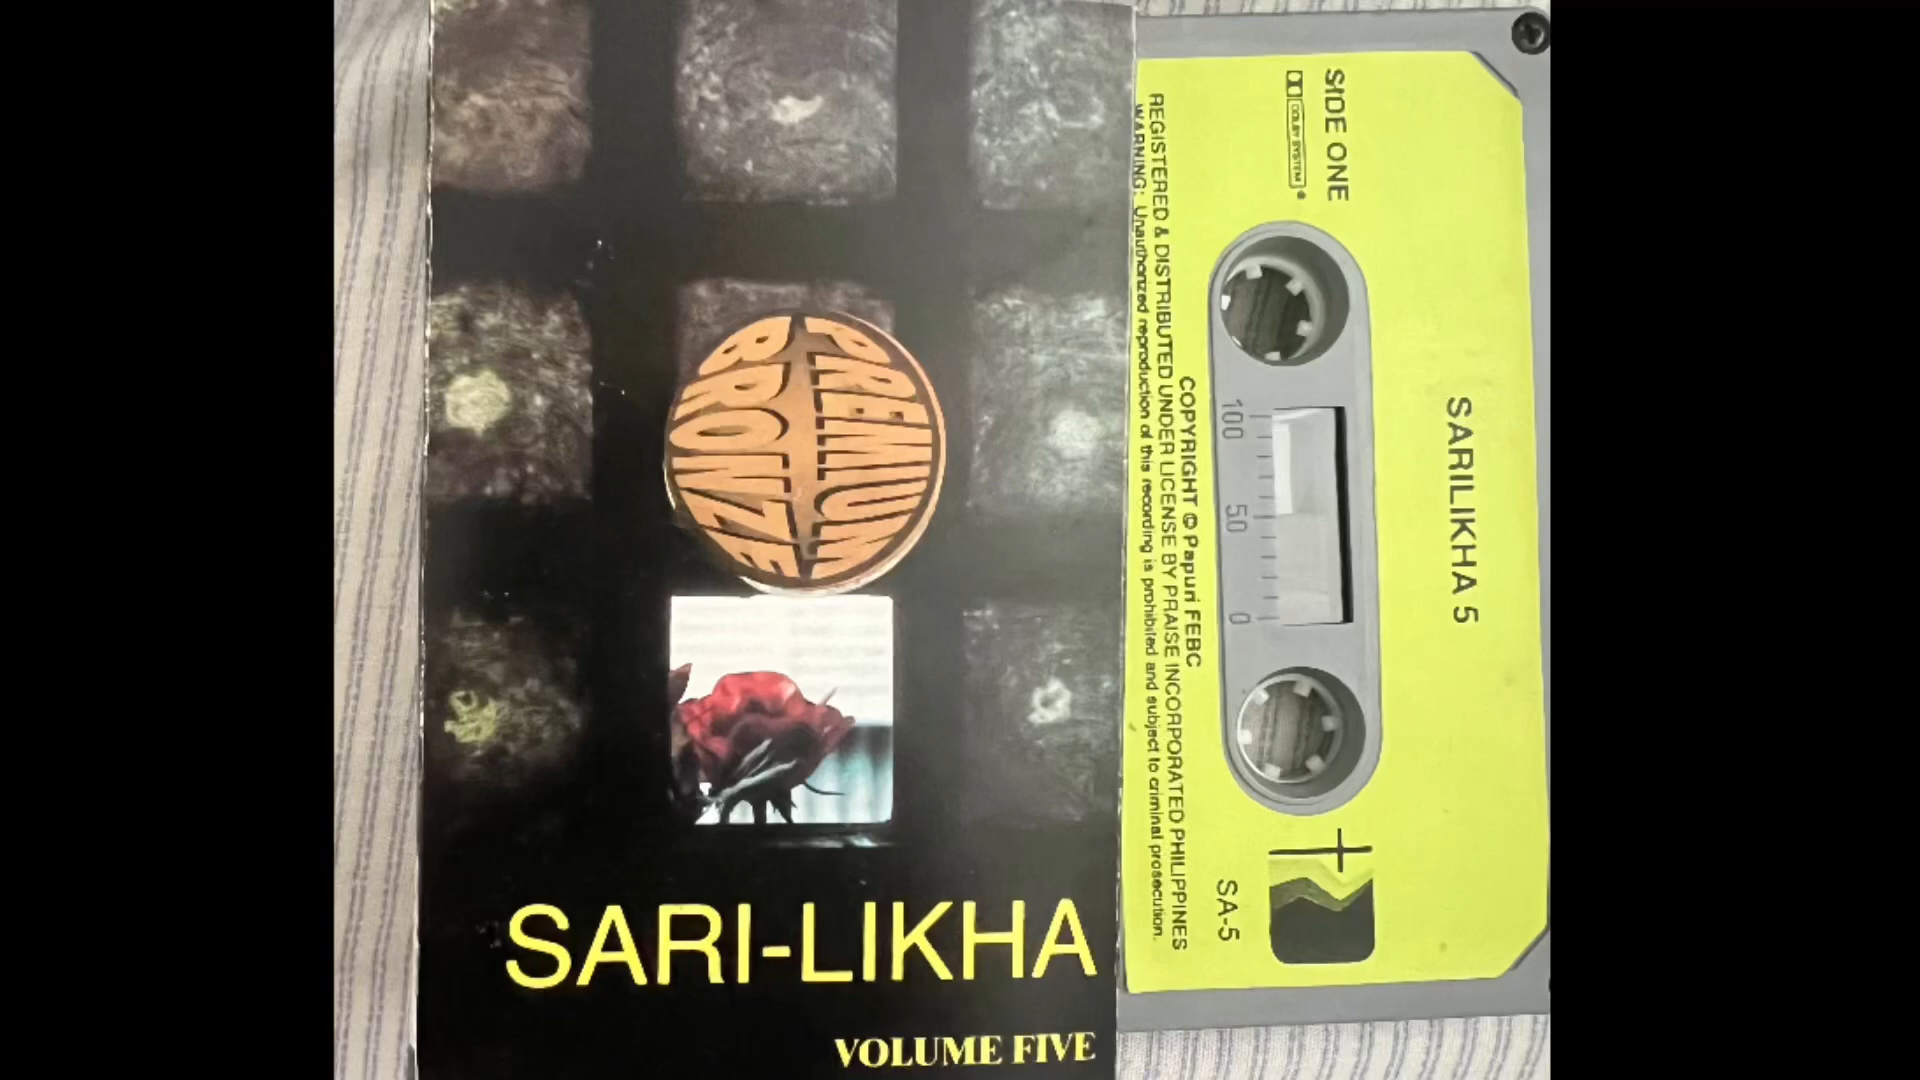 PREMIUM
BRONZE
SARI-LIKHA
VOLUME FIVE
SARILIKHA 5
SIDE ONE
DOLBY SYSTEM
100
50
0
SA-5
COPYRIGHT © Papuri FEBC
REGISTERED & DISTRIBUTED UNDER LICENSE BY PRAISE INCORPORATED PHILIPPINES
WARNING: Unauthorized reproduction of this recording is prohibited and subject to criminal prosecution.